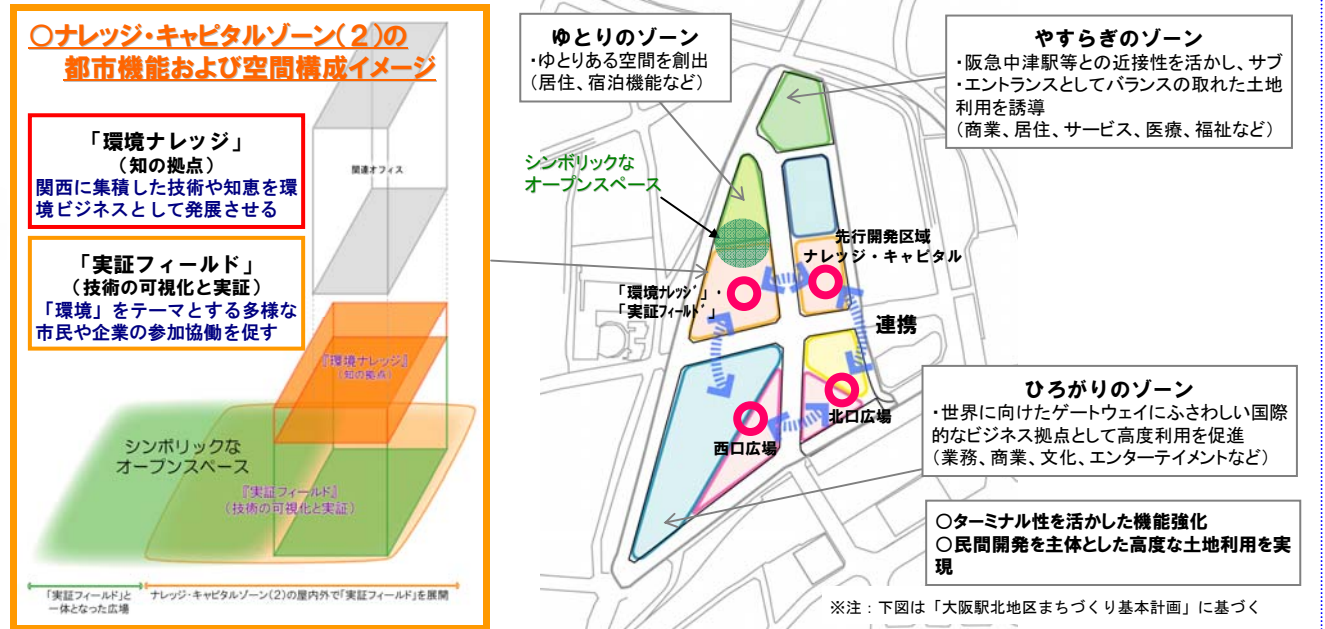 ○ナレッジ・キャピタルゾーン(2)の
都市機能および空間構成イメージ
「環境ナレッジ」
(知の拠点)
関西に集積した技術や知恵を環
境ビジネスとして発展させる
「実証フィールド」
(技術の可視化と実証)
「環境」をテーマとする多様な
市民や企業の参加協働を促す
関連オフィス
『環境ナレッジ』
(知の拠点)
シンボリックな
オープンスペース
『実証フィールド』
(技術の可視化と実証)
「実証フィールド」と
一体となった広場
ナレッジ・キャピタルゾーン(2)の屋内外で「実証フィールド」を展開
ゆとりのゾーン
・ゆとりある空間を創出
(居住、宿泊機能など)
やすらぎのゾーン
・阪急中津駅等との近接性を活かし、サブ
・エントランスとしてバランスの取れた土地
利用を誘導
(商業、居住、サービス、医療、福祉など)
シンボリックな
オープンスペース
先行開発区域
ナレッジ・キャピタル
「環境ナレッジ」・
「実証フィールド」
連携
北口広場
西口広場
ひろがりのゾーン
・世界に向けたゲートウェイにふさわしい国際
的なビジネス拠点として高度利用を促進
(業務、商業、文化、エンターテイメントなど)
○ターミナル性を活かした機能強化
○民間開発を主体とした高度な土地利用を実
現
※注：下図は「大阪駅北地区まちづくり基本計画」に基づく